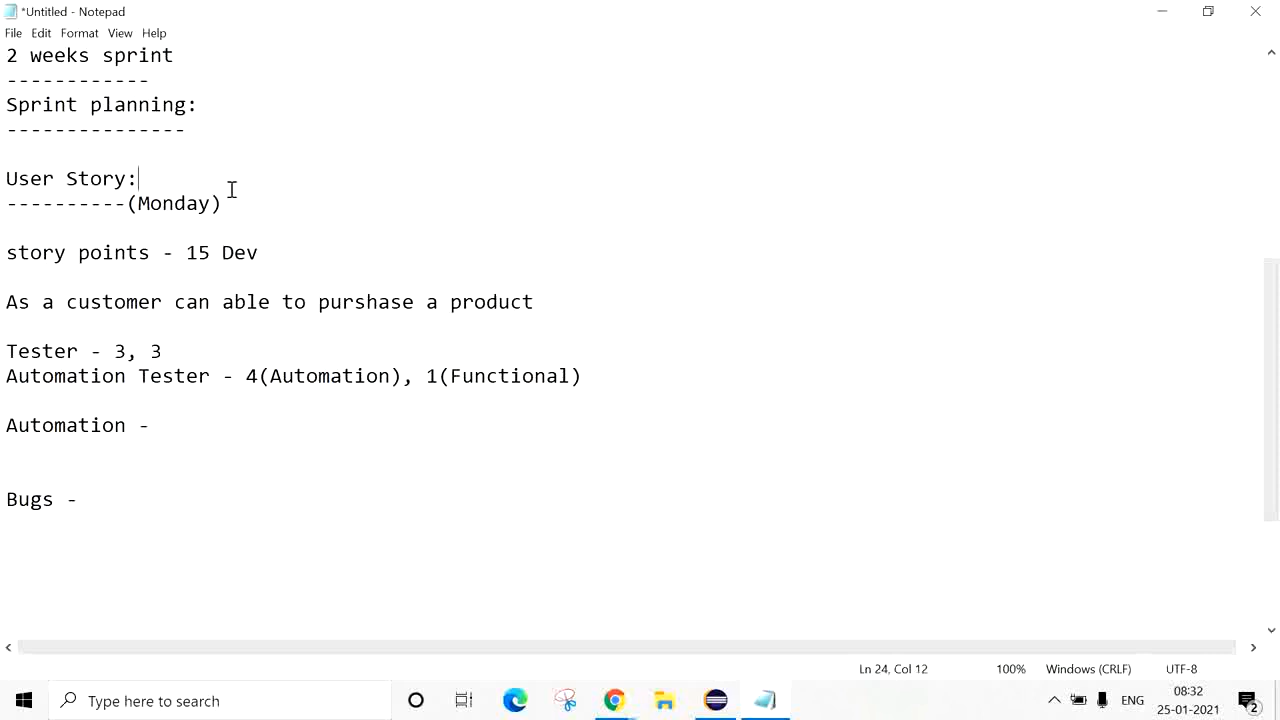 *Untitled - Notepad
File Edit Format View Help
2 weeks sprint
------------
Sprint planning:
---------------
User Story:
----------(Monday)
story points - 15 Dev
As a customer can able to purshase a product
Tester - 3, 3
Automation Tester - 4(Automation), 1(Functional)
Automation -
Bugs -
Ln 24, Col 12 100% Windows (CRLF) UTF-8
Type here to search
ENG
08:32
25-01-2021
2